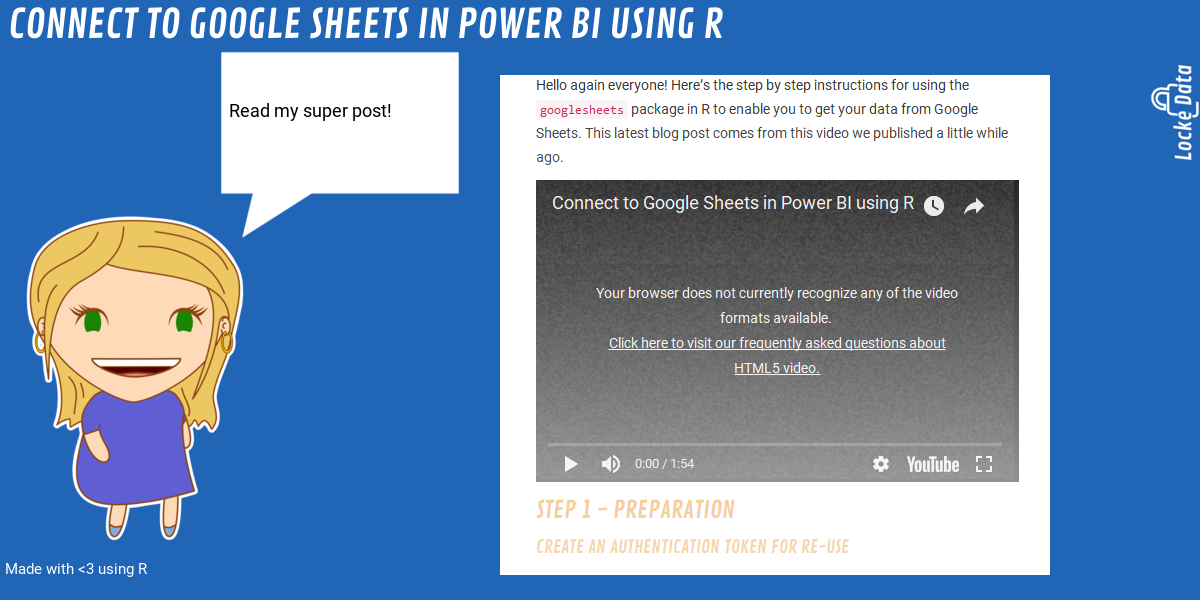 CONNECT TO GOOGLE SHEETS IN POWER BI USING R
Read my super post!
Locke Data
Hello again everyone! Here’s the step by step instructions for using the
googlesheets package in R to enable you to get your data from Google
Sheets. This latest blog post comes from this video we published a little while
ago.
Connect to Google Sheets in Power BI using R
Your browser does not currently recognize any of the video
formats available.
Click here to visit our frequently asked questions about
HTML5 video.
0:00 / 1:54
YouTube
STEP 1 – PREPARATION
CREATE AN AUTHENTICATION TOKEN FOR RE-USE
Made with <3 using R